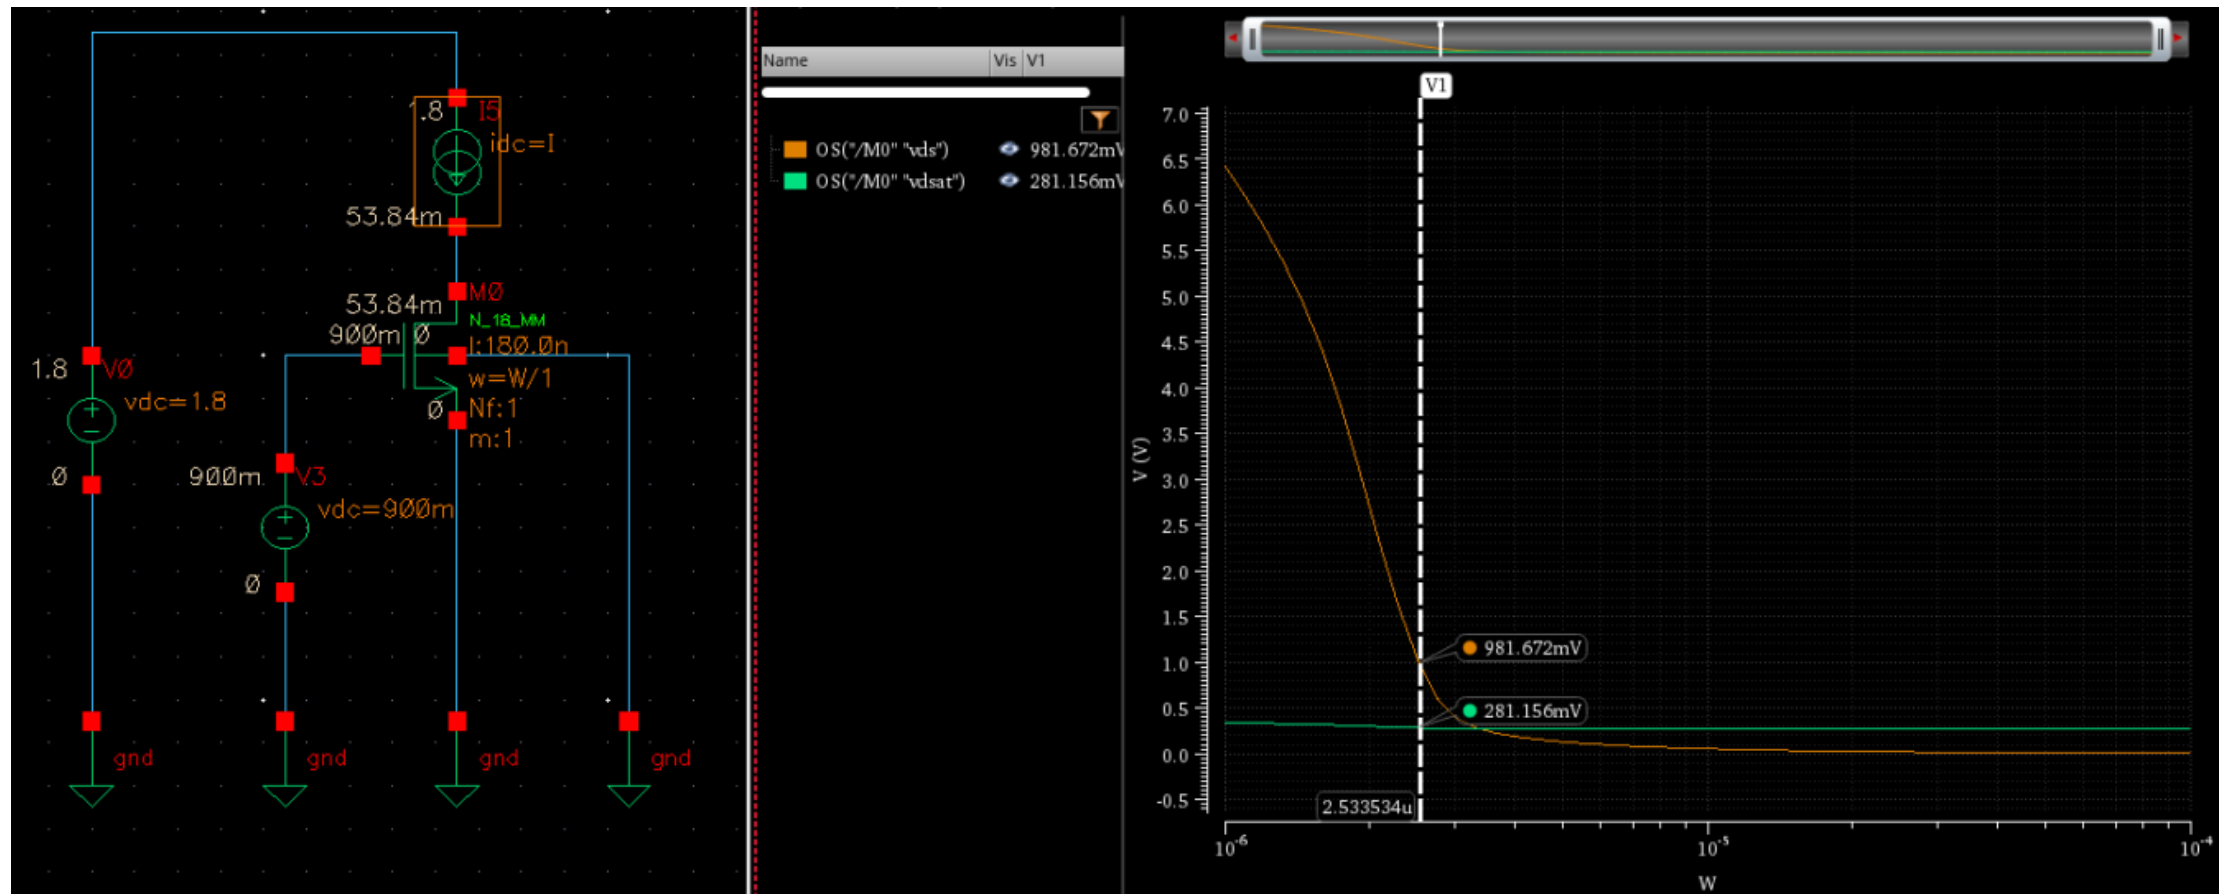 1.8
I5
idc=I
53.84m
53.84m
M0
N_18_MM
900m
0
l:180.0n
w=W/1
Nf:1
m:1
0
1.8
V0
vdc=1.8
0
900m
V3
vdc=900m
0
gnd
gnd
gnd
gnd
Name
Vis
V1
OS("/M0" "vds")
981.672mV
OS("/M0" "vdsat")
281.156mV
V1
7.0
6.5
6.0
5.5
5.0
4.5
4.0
3.5
3.0
2.5
2.0
1.5
1.0
0.5
0.0
-0.5
V (V)
981.672mV
281.156mV
2.533534u
10-6
10-5
10-4
W